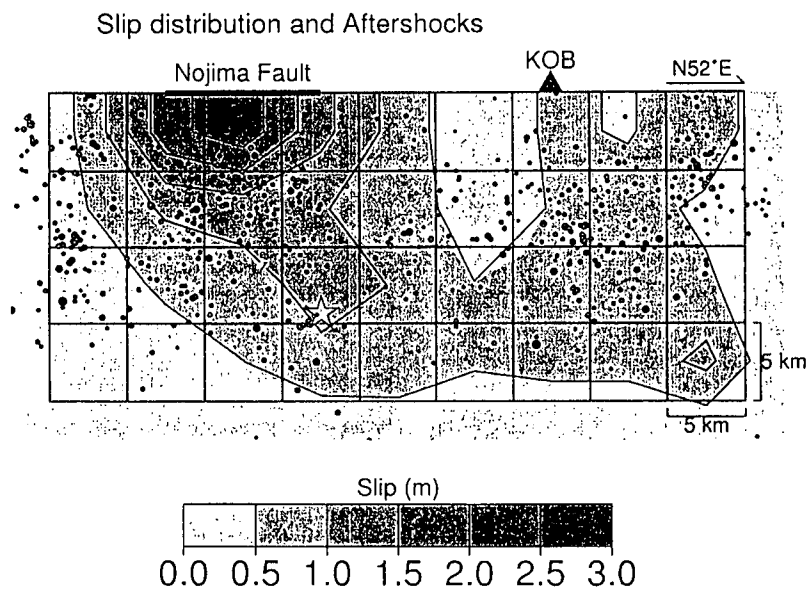 Slip distribution and Aftershocks
Nojima Fault
KOB
N52°E
5 km
5 km
Slip (m)
0.0 0.5 1.0 1.5 2.0 2.5 3.0